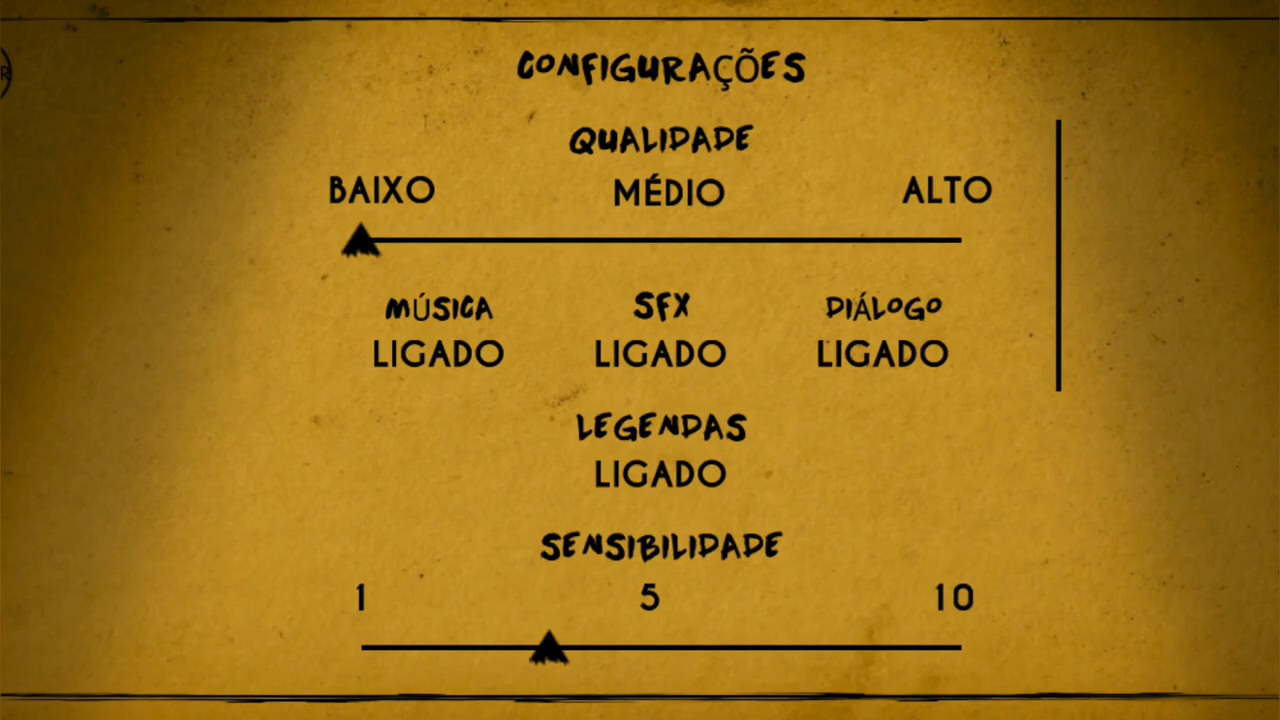 CONFIGURAÇÕES
QUALIDADE
BAIXO MÉDIO ALTO
MÚSICA SFX DIÁLOGO
LIGADO LIGADO LIGADO
LEGENDAS
LIGADO
SENSIBILIDADE
1 5 10